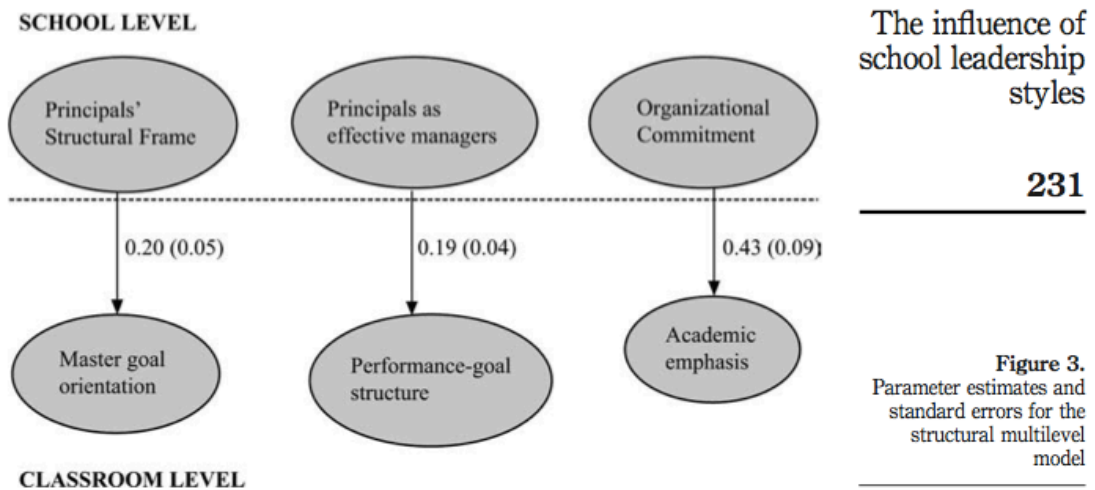 SCHOOL LEVEL
Principals'
Structural Frame
Principals as
effective managers
Organizational
Commitment
0.20 (0.05)
0.19 (0.04)
0.43 (0.09)
Master goal
orientation
Performance-goal
structure
Academic
emphasis
CLASSROOM LEVEL
The influence of
school leadership
styles
231
Figure 3.
Parameter estimates and
standard errors for the
structural multilevel
model